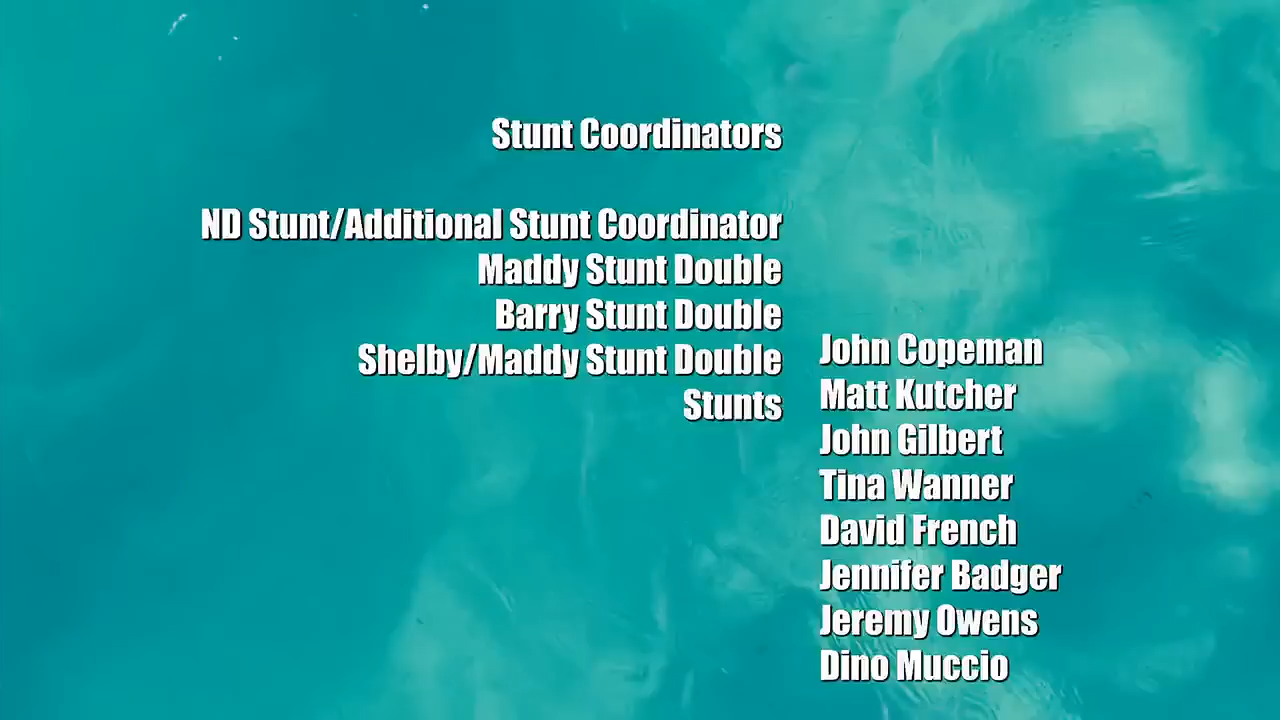 Stunt Coordinators
ND Stunt/Additional Stunt Coordinator
Maddy Stunt Double
Barry Stunt Double
Shelby/Maddy Stunt Double
Stunts
John Copeman
Matt Kutcher
John Gilbert
Tina Wanner
David French
Jennifer Badger
Jeremy Owens
Dino Muccio